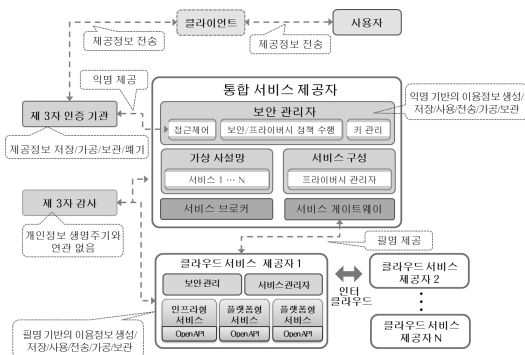 클라이언트
사용자
제공정보 전송
제공정보 전송
익명 제공
통합 서비스 제공자
보안 관리자
접근제어
보안/프라이버시 정책 수행
키 관리
익명 기반의 이용정보 생성/
저장/사용/전송/가공/보관
제 3자 인증 기관
제공정보 저장/가공/보관/폐기
가상 사설망
서비스 1 … N
서비스 구성
프라이버시 관리자
제 3자 감사
서비스 브로커
서비스 게이트웨이
개인정보 생명주기와
연관 없음
필명 제공
클라우드 서비스 제공자 1
보안관리
서비스관리자
인프라형
서비스
OpenAPI
플랫폼형
서비스
OpenAPI
플랫폼형
서비스
OpenAPI
인터
클라우드
클라우드 서비스
제공자 2
클라우드 서비스
제공자 N
필명 기반의 이용정보 생성/
저장/사용/전송/가공/보관